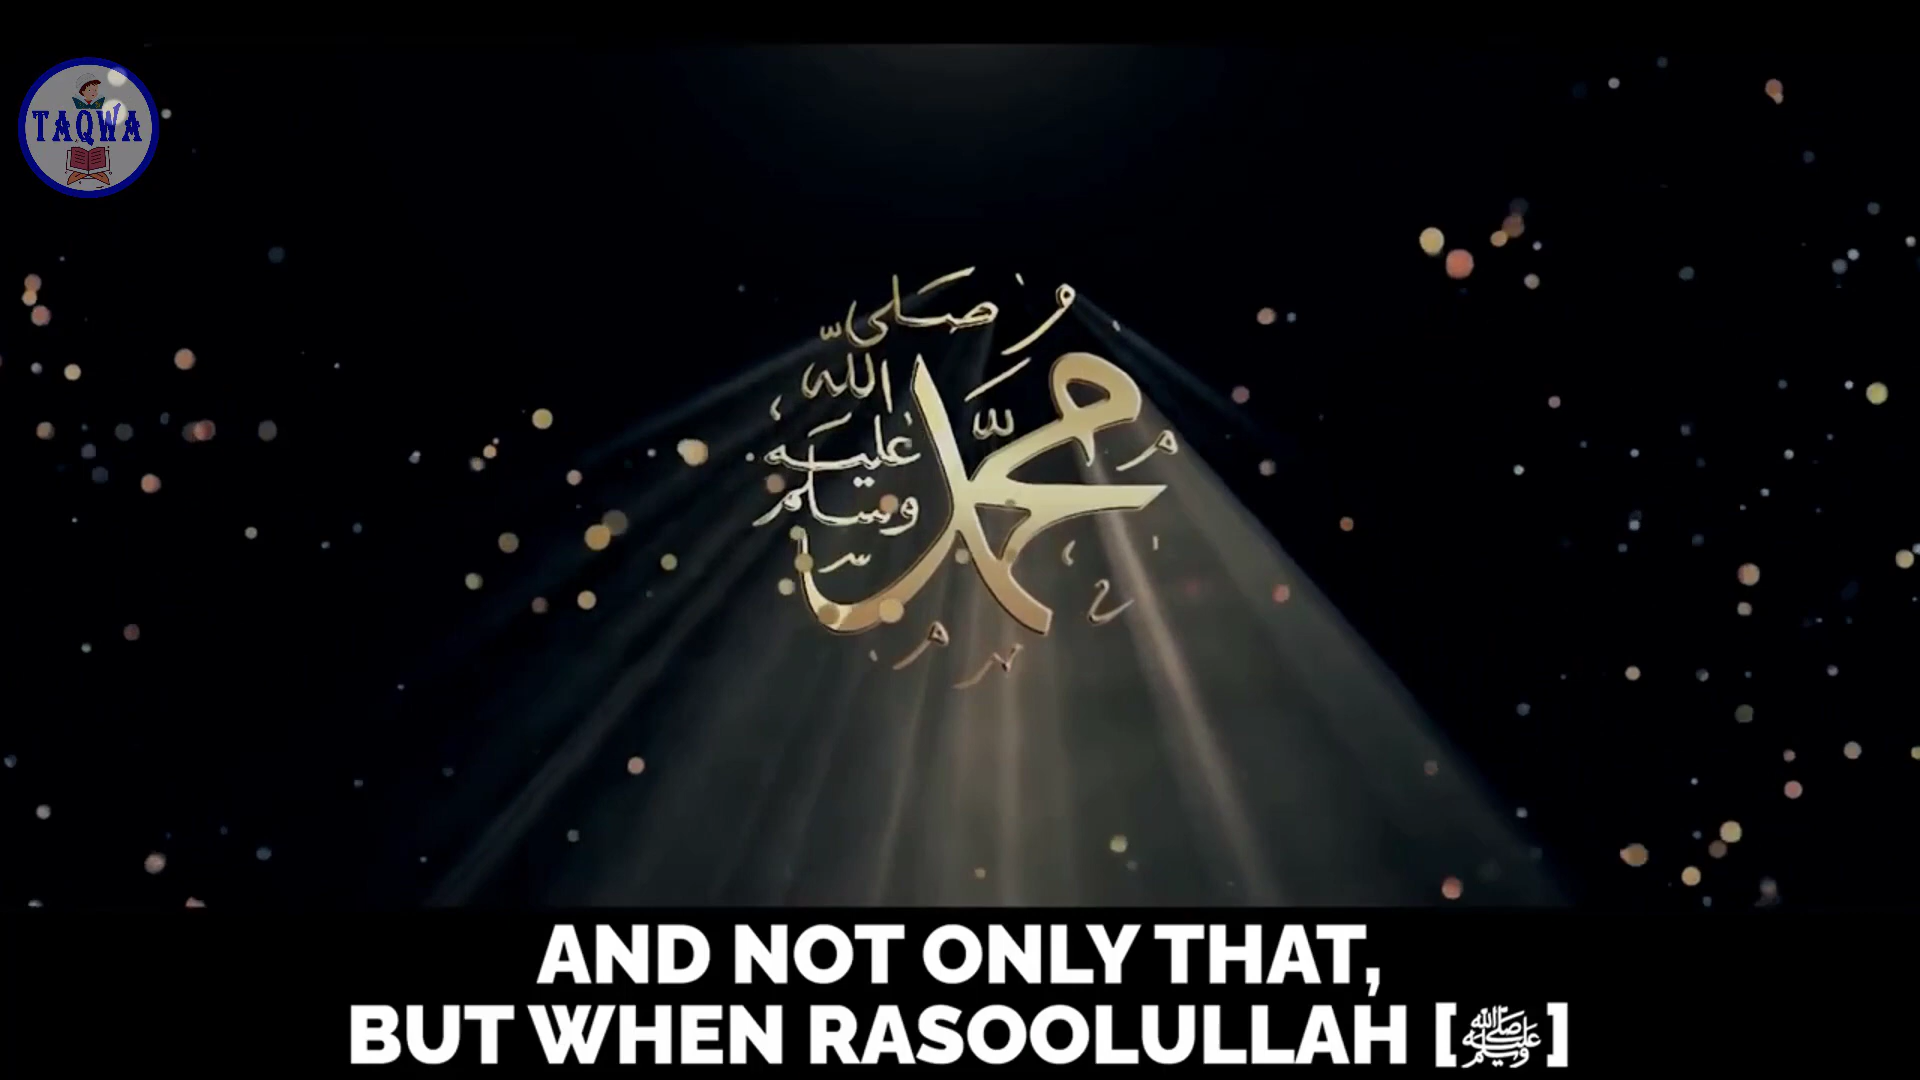 TAQWA
محمد
صلى
الله
عليه
وسلم
AND NOT ONLY THAT,
BUT WHEN RASOOLULLAH [ﷺ]